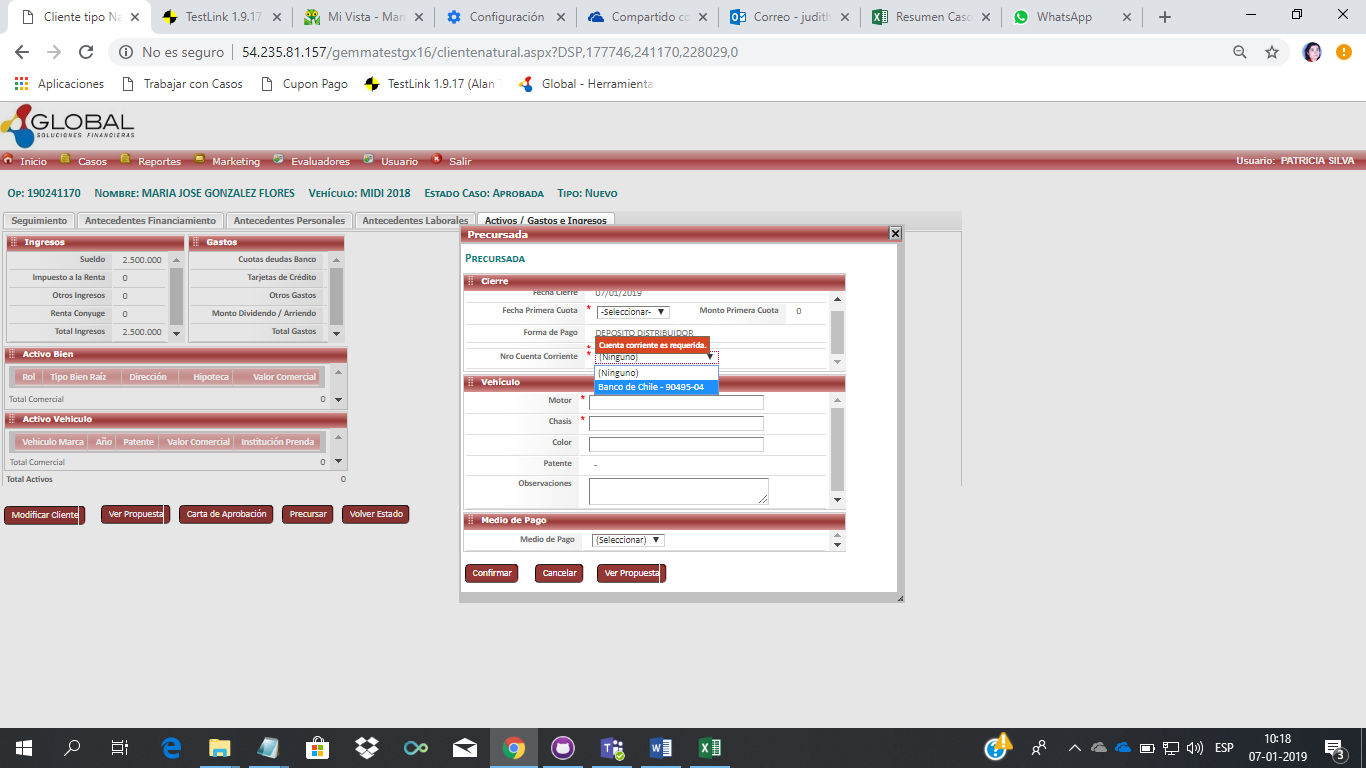 Cliente tipo Na
TestLink 1.9.17
Mi Vista - Man
Configuración
Compartido co
Correo - judith
Resumen Caso
WhatsApp
No es seguro | 54.235.81.157/gemmatestgx16/clientenatural.aspx?DSP,177746,241170,228029,0
Aplicaciones Trabajar con Casos Cupon Pago TestLink 1.9.17 (Alan T Global - Herramienta
GLOBAL
SOLUCIONES FINANCIERAS
Inicio Casos Reportes Marketing Evaluadores Usuario Salir Usuario: PATRICIA SILVA
Op: 190241170 Nombre: MARIA JOSE GONZALEZ FLORES Vehículo: MIDI 2018 Estado Caso: Aprobada Tipo: Nuevo
Seguimiento Antecedentes Financiamiento Antecedentes Personales Antecedentes Laborales Activos / Gastos e Ingresos
Ingresos
Sueldo 2.500.000
Impuesto a la Renta 0
Otros Ingresos 0
Renta Conyuge 0
Total Ingresos 2.500.000
Gastos
Cuotas deudas Banco
Tarjetas de Crédito
Otros Gastos
Monto Dividendo / Arriendo
Total Gastos
Activo Bien
Rol Tipo Bien Raíz Dirección Hipoteca Valor Comercial
Total Comercial 0
Activo Vehiculo
Vehiculo Marca Año Patente Valor Comercial Institución Prenda
Total Comercial 0
Total Activos 0
Modificar Cliente Ver Propuesta Carta de Aprobación Precursar Volver Estado
Precursada
Precursada
Cierre
Fecha Cierre 07/01/2019
Fecha Primera Cuota * -Seleccionar- Monto Primera Cuota 0
Forma de Pago DEPOSITO DISTRIBUIDOR
*
Cuenta corriente es requerida.
Nro Cuenta Corriente * (Ninguno)
(Ninguno)
Banco de Chile - 90495-04
Vehículo
Motor *
Chasis *
Color
Patente -
Observaciones
Medio de Pago
Medio de Pago (Seleccionar)
Confirmar Cancelar Ver Propuesta
ESP
10:18
07-01-2019
3